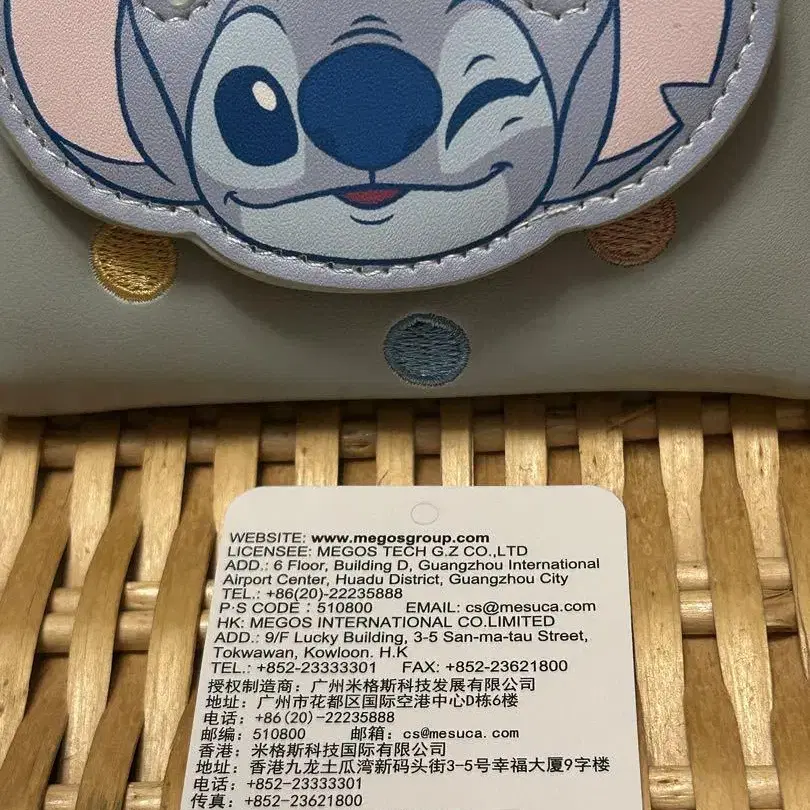 WEBSITE: www.megosgroup.com
LICENSEE: MEGOS TECH G.Z CO.,LTD
ADD.: 6 Floor, Building D, Guangzhou International
Airport Center, Huadu District, Guangzhou City
TEL.: +86(20)-22235888
P·S CODE：510800 EMAIL: cs@mesuca.com
HK: MEGOS INTERNATIONAL CO.LIMITED
ADD.: 9/F Lucky Building, 3-5 San-ma-tau Street,
Tokwawan, Kowloon. H.K
TEL.: +852-23333301 FAX: +852-23621800
授权制造商：广州米格斯科技发展有限公司
地址：广州市花都区国际空港中心D栋6楼
电话：+86(20)-22235888
邮编：510800 邮箱：cs@mesuca.com
香港：米格斯科技国际有限公司
地址：香港九龙土瓜湾新码头街3-5号幸福大厦9字楼
电话：+852-23333301
传真：+852-23621800